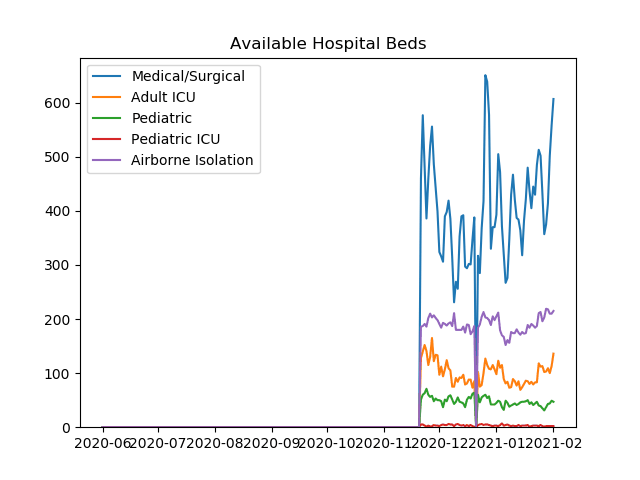 Available Hospital Beds
Medical/Surgical
Adult ICU
Pediatric
Pediatric ICU
Airborne Isolation
600
500
400
300
200
100
0
2020-06 2020-07 2020-08 2020-09 2020-10 2020-11 2020-12 2021-01 2021-02